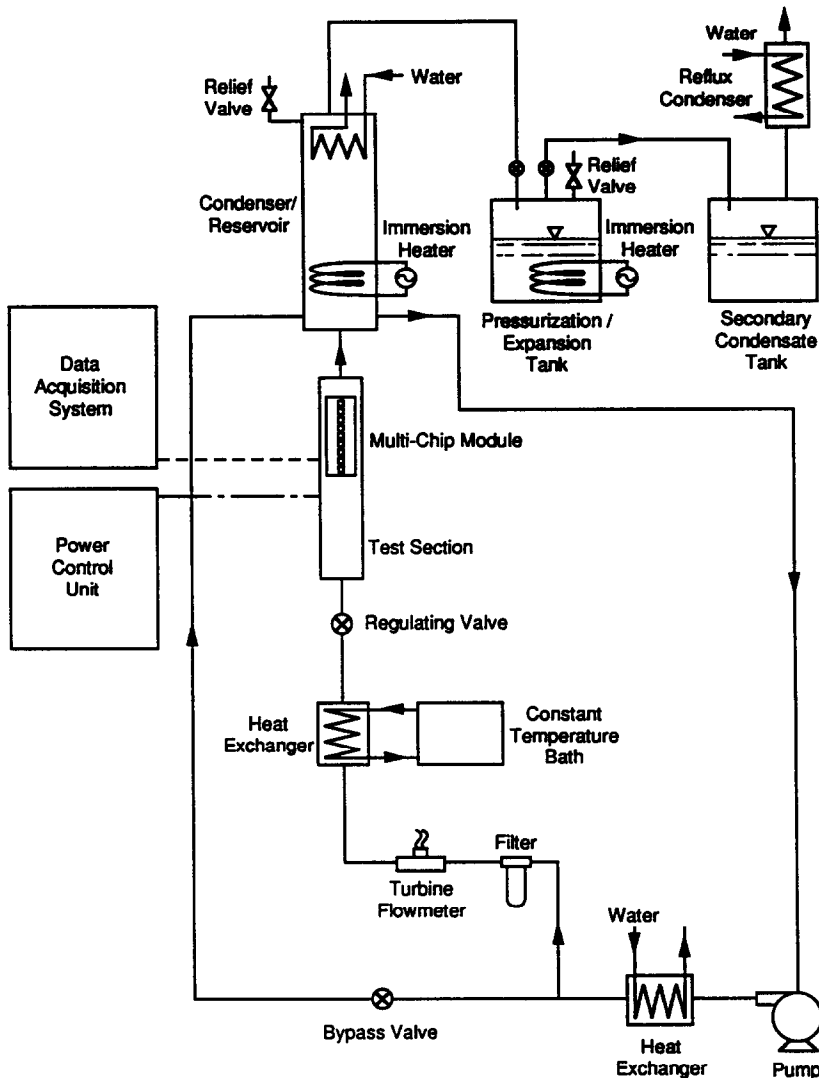 Water
Reflux
Condenser
Relief
Valve
Water
Relief
Valve
Condenser/
Reservoir
Immersion
Heater
Immersion
Heater
Pressurization /
Expansion
Tank
Secondary
Condensate
Tank
Data
Acquisition
System
Multi-Chip Module
Power
Control
Unit
Test Section
Regulating Valve
Heat
Exchanger
Constant
Temperature
Bath
Filter
Turbine
Flowmeter
Water
Bypass Valve
Heat
Exchanger
Pump